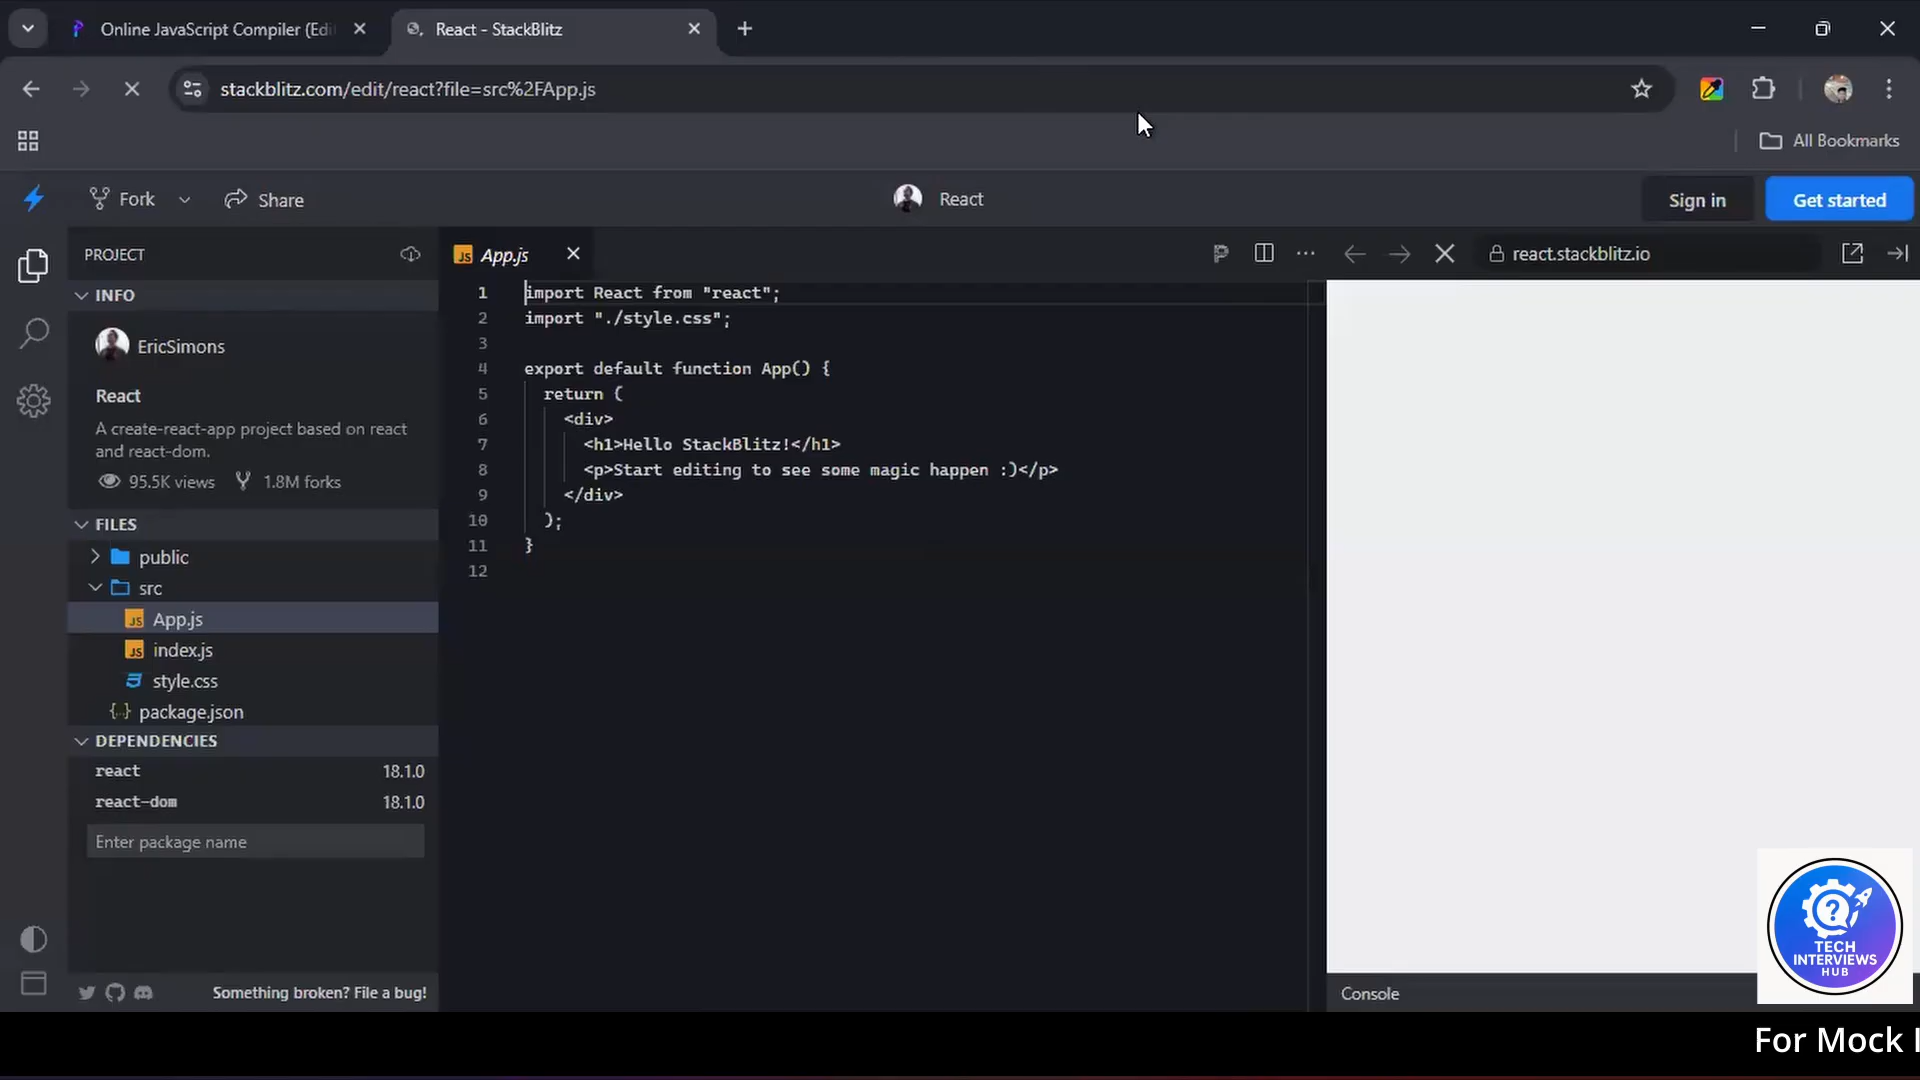 Online JavaScript Compiler (Edi
React - StackBlitz
stackblitz.com/edit/react?file=src%2FApp.js
All Bookmarks
Fork
Share
React
Sign in
Get started
PROJECT
App.js
react.stackblitz.io
INFO
EricSimons
React
A create-react-app project based on react
and react-dom.
95.5K views
1.8M forks
FILES
public
src
App.js
index.js
style.css
package.json
DEPENDENCIES
react 18.1.0
react-dom 18.1.0
Enter package name
Something broken? File a bug!
1 import React from "react";
2 import "./style.css";
3
4 export default function App() {
5 return (
6 <div>
7 <h1>Hello StackBlitz!</h1>
8 <p>Start editing to see some magic happen :)</p>
9 </div>
10 );
11 }
12
Console
TECH
INTERVIEWS
HUB
For Mock I